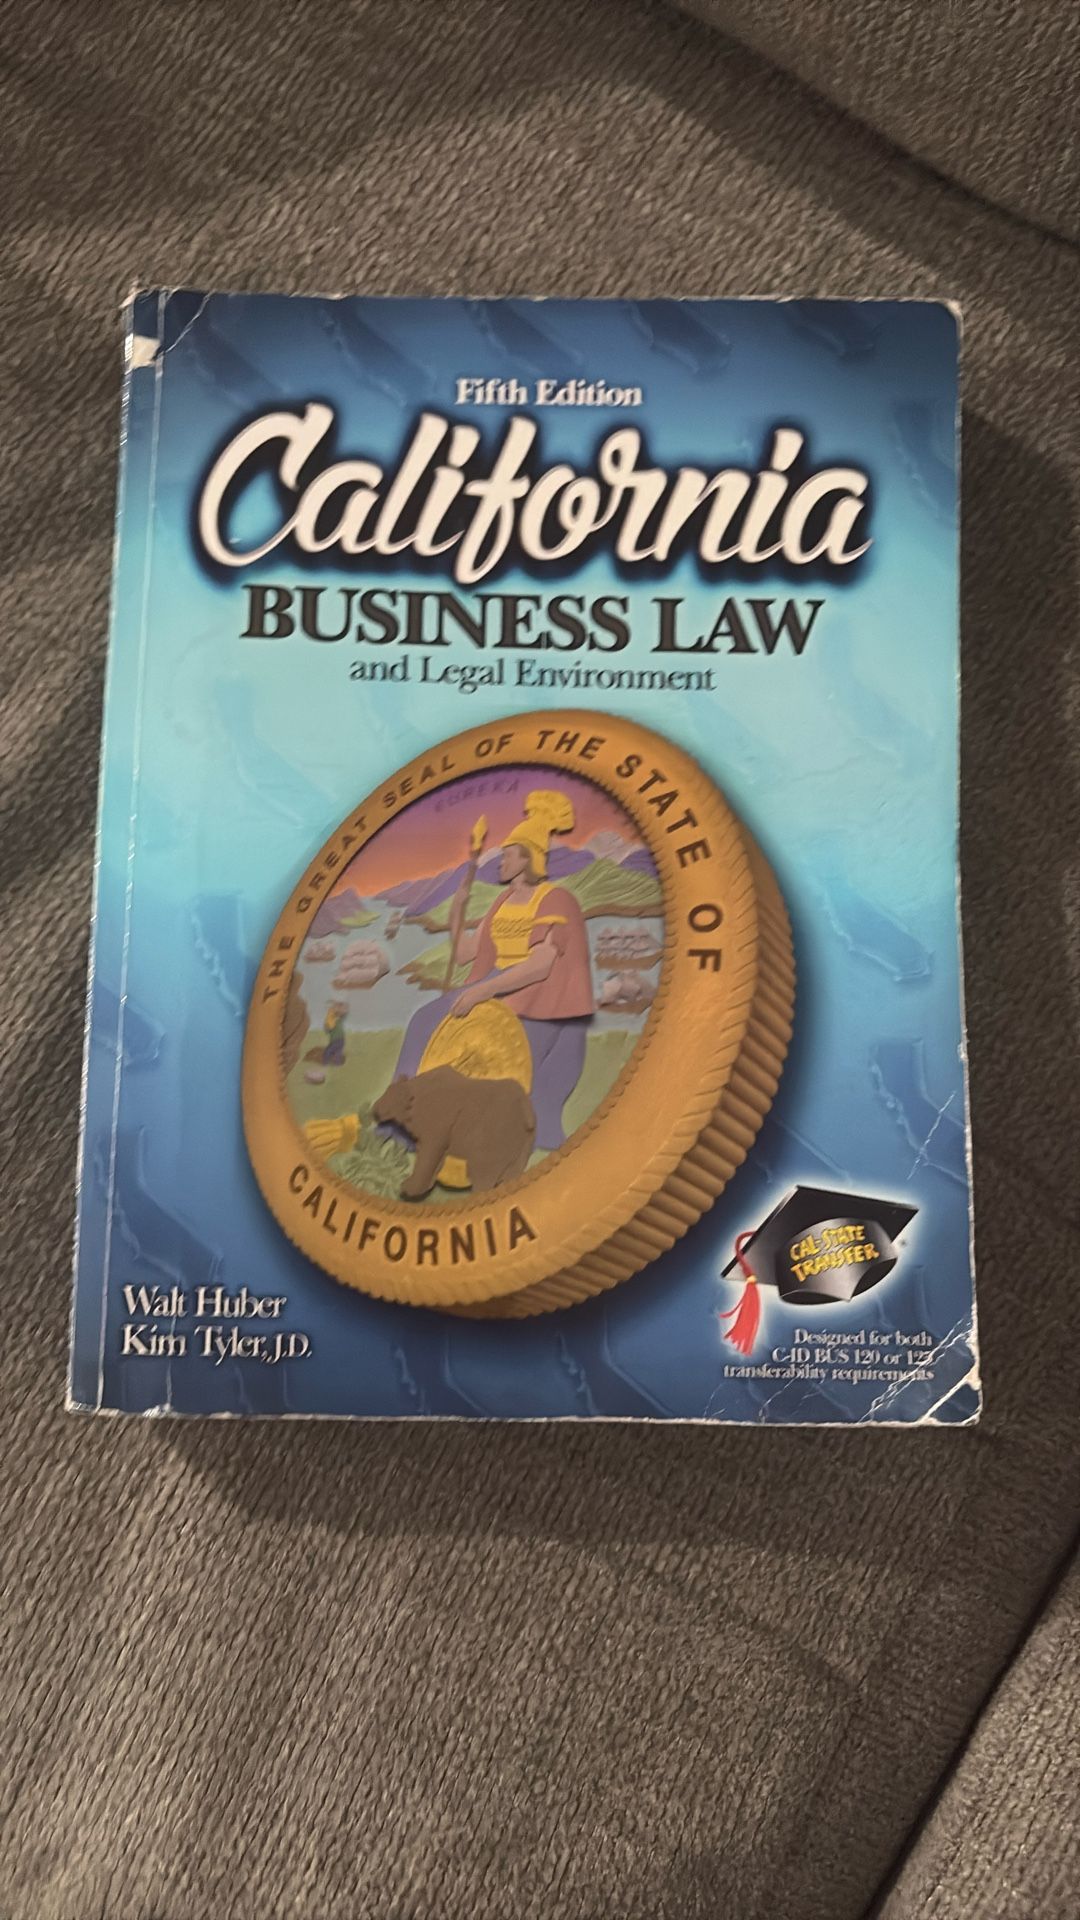 Fifth Edition
California
BUSINESS LAW
and Legal Environment
THE GREAT SEAL OF THE STATE OF
CALIFORNIA
EUREKA
CAL-STATE
TRANSFER
Walt Huber
Kim Tyler, J.D.
Designed for both
C-ID BUS 120 or 125
transferability requirements